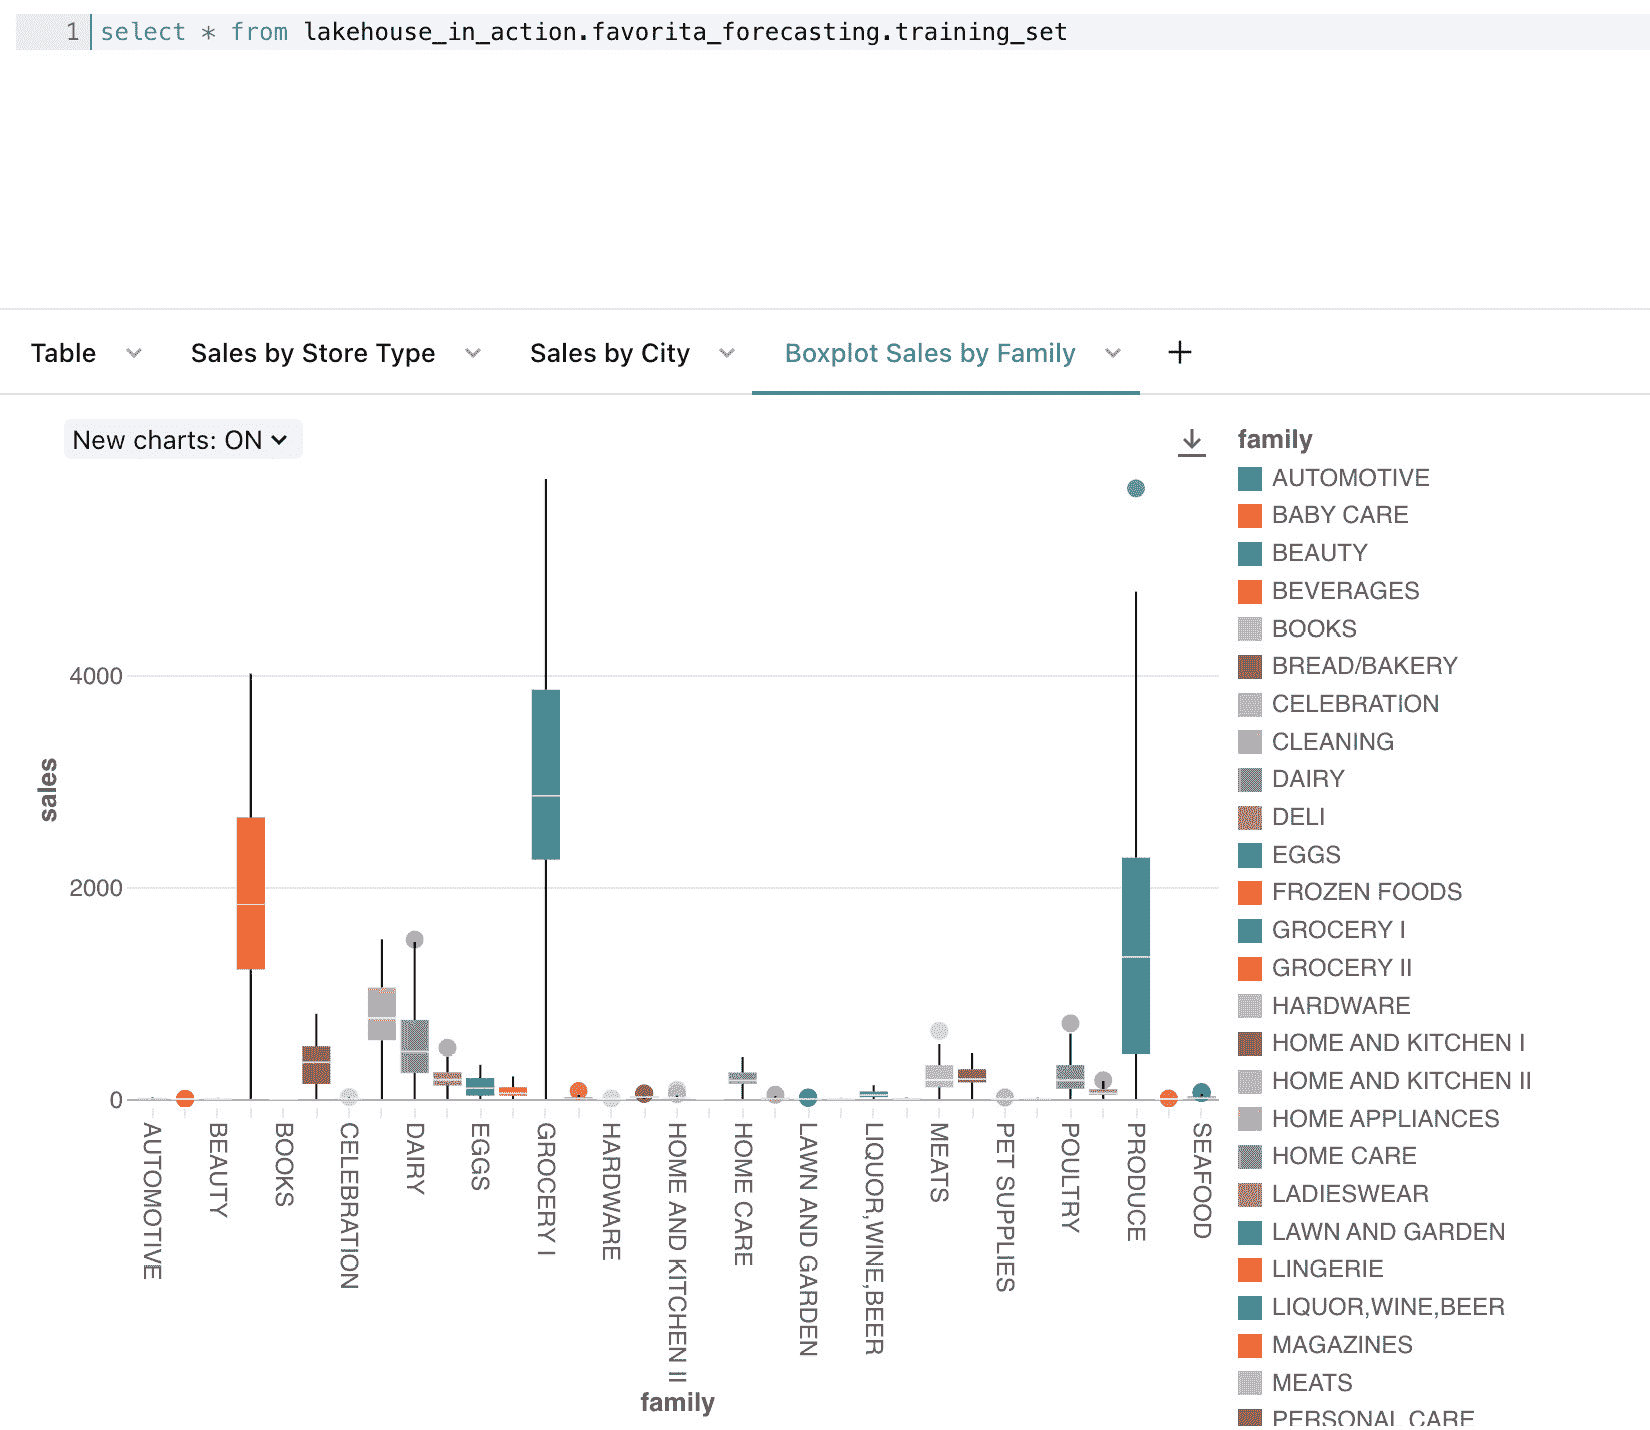 1 select * from lakehouse_in_action.favorita_forecasting.training_set
Table Sales by Store Type Sales by City Boxplot Sales by Family +
New charts: ON
family
AUTOMOTIVE
BABY CARE
BEAUTY
BEVERAGES
BOOKS
BREAD/BAKERY
CELEBRATION
CLEANING
DAIRY
DELI
EGGS
FROZEN FOODS
GROCERY I
GROCERY II
HARDWARE
HOME AND KITCHEN I
HOME AND KITCHEN II
HOME APPLIANCES
HOME CARE
LADIESWEAR
LAWN AND GARDEN
LINGERIE
LIQUOR,WINE,BEER
MAGAZINES
MEATS
PERSONAL CARE
sales
4000
2000
0
AUTOMOTIVE
BEAUTY
BOOKS
CELEBRATION
DAIRY
EGGS
GROCERY I
HARDWARE
HOME AND KITCHEN II
HOME CARE
LAWN AND GARDEN
LIQUOR,WINE,BEER
MEATS
PET SUPPLIES
POULTRY
PRODUCE
SEAFOOD
family